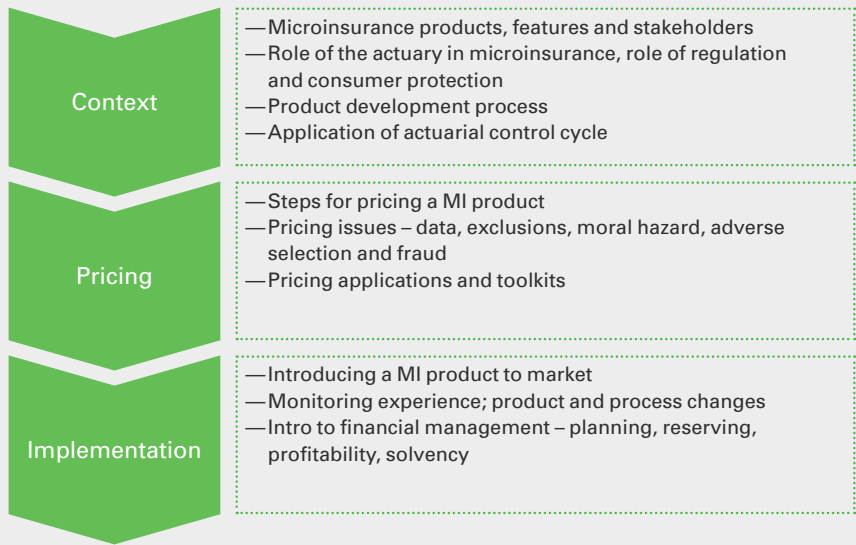 Context
—Microinsurance products, features and stakeholders
—Role of the actuary in microinsurance, role of regulation
and consumer protection
—Product development process
—Application of actuarial control cycle
Pricing
—Steps for pricing a MI product
—Pricing issues – data, exclusions, moral hazard, adverse
selection and fraud
—Pricing applications and toolkits
Implementation
—Introducing a MI product to market
—Monitoring experience; product and process changes
—Intro to financial management – planning, reserving,
profitability, solvency